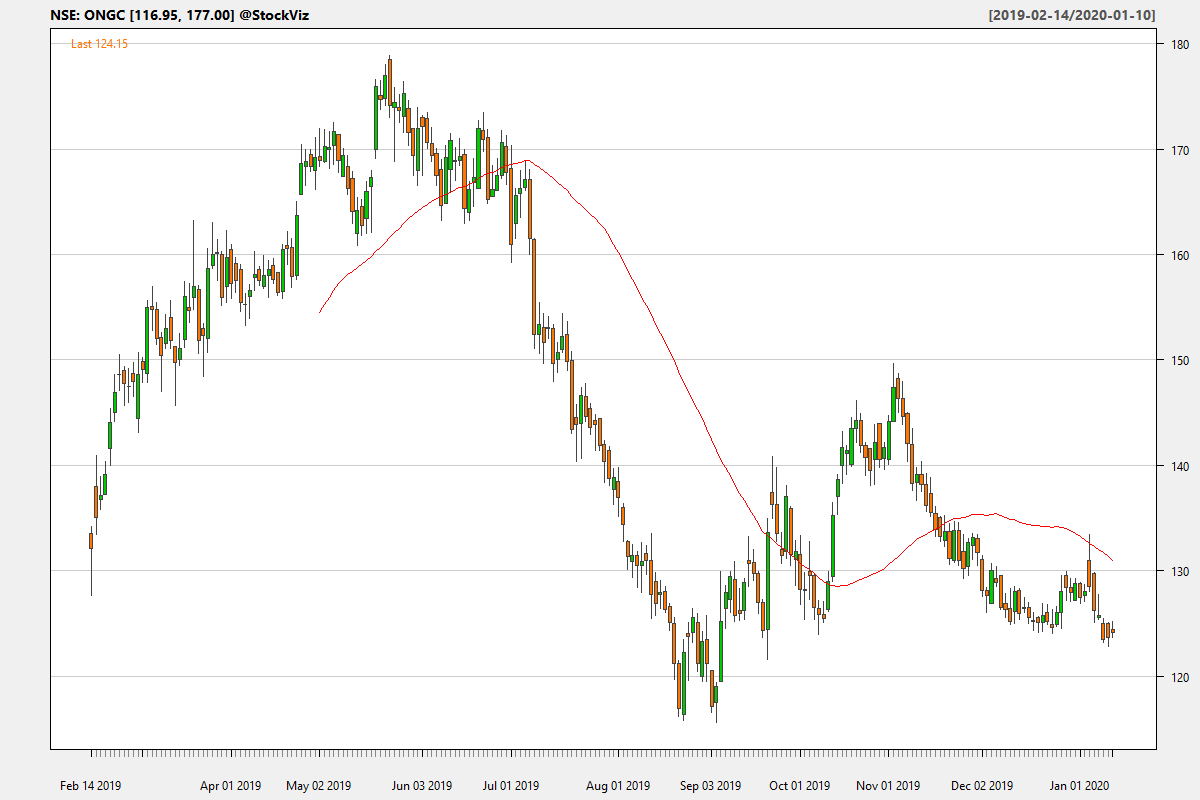 NSE: ONGC [116.95, 177.00] @StockViz
[2019-02-14/2020-01-10]
Last 124.15
180
170
160
150
140
130
120
Feb 14 2019
Apr 01 2019
May 02 2019
Jun 03 2019
Jul 01 2019
Aug 01 2019
Sep 03 2019
Oct 01 2019
Nov 01 2019
Dec 02 2019
Jan 01 2020